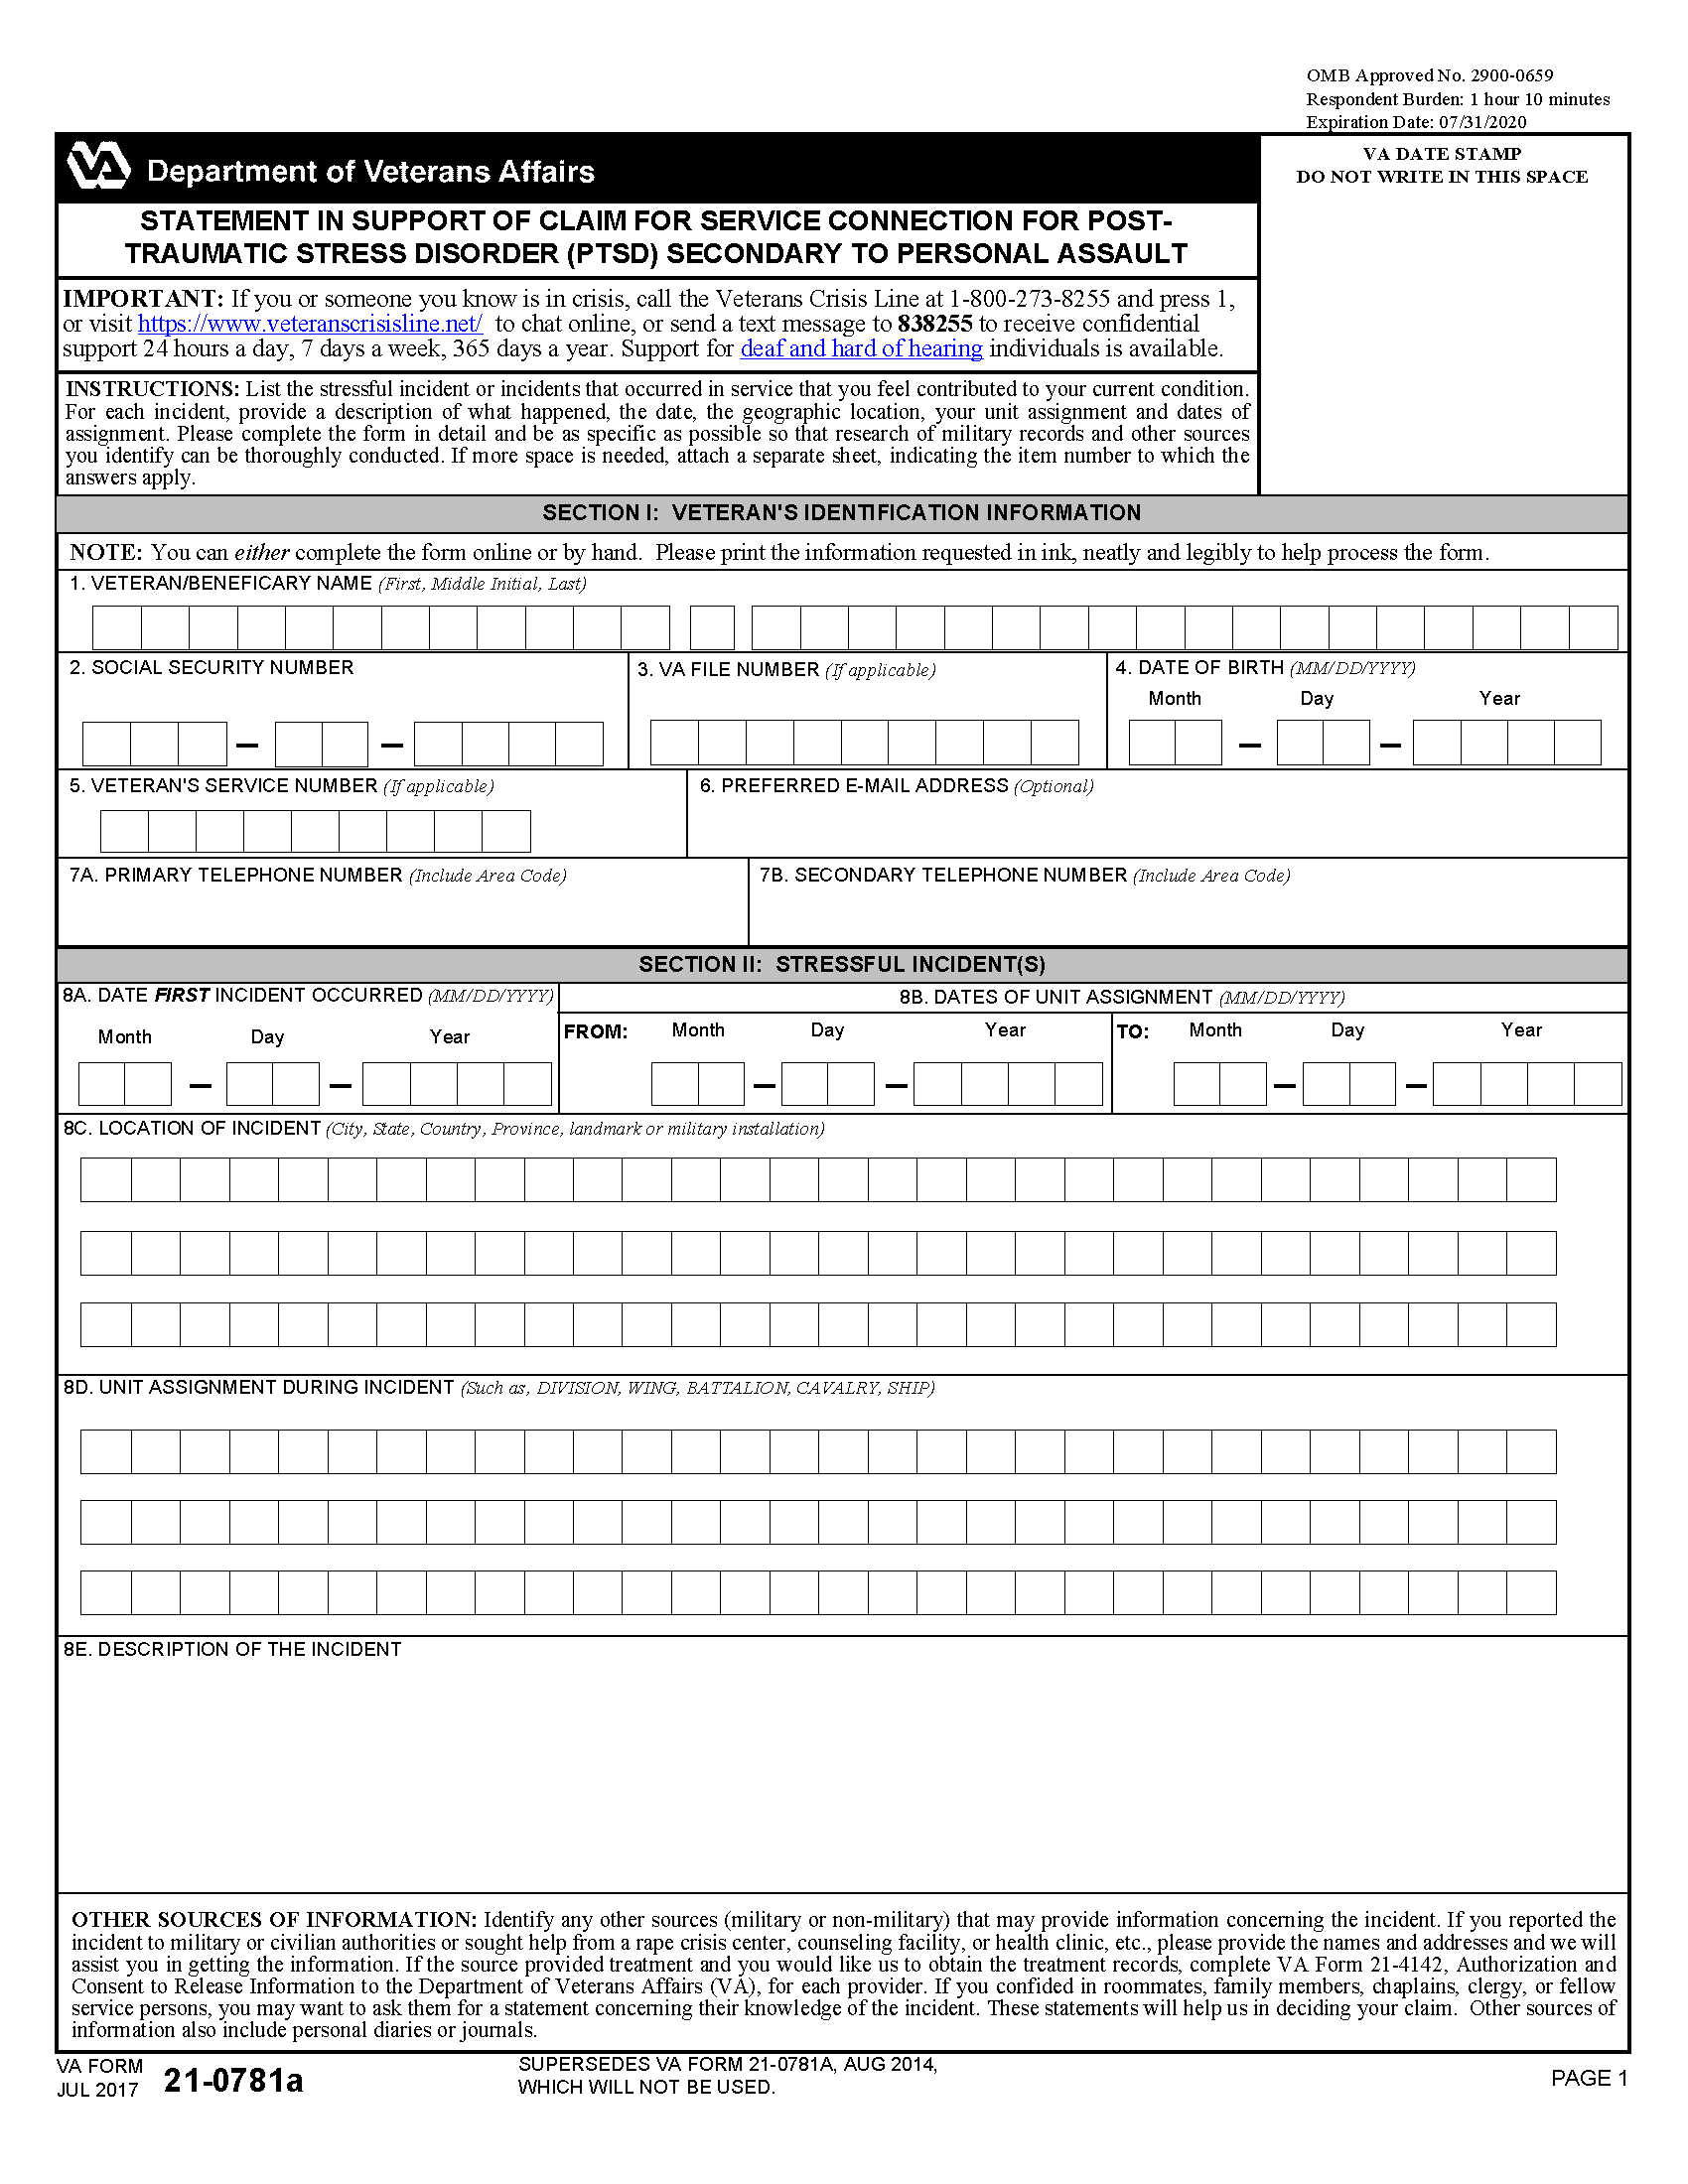 OMB Approved No. 2900-0659
Respondent Burden: 1 hour 10 minutes
Expiration Date: 07/31/2020
VA DATE STAMP
DO NOT WRITE IN THIS SPACE
VA Department of Veterans Affairs
STATEMENT IN SUPPORT OF CLAIM FOR SERVICE CONNECTION FOR POST-
TRAUMATIC STRESS DISORDER (PTSD) SECONDARY TO PERSONAL ASSAULT
IMPORTANT: If you or someone you know is in crisis, call the Veterans Crisis Line at 1-800-273-8255 and press 1,
or visit https://www.veteranscrisisline.net/ to chat online, or send a text message to 838255 to receive confidential
support 24 hours a day, 7 days a week, 365 days a year. Support for deaf and hard of hearing individuals is available.
INSTRUCTIONS: List the stressful incident or incidents that occurred in service that you feel contributed to your current condition.
For each incident, provide a description of what happened, the date, the geographic location, your unit assignment and dates of
assignment. Please complete the form in detail and be as specific as possible so that research of military records and other sources
you identify can be thoroughly conducted. If more space is needed, attach a separate sheet, indicating the item number to which the
answers apply.
SECTION I: VETERAN'S IDENTIFICATION INFORMATION
NOTE: You can either complete the form online or by hand. Please print the information requested in ink, neatly and legibly to help process the form.
1. VETERAN/BENEFICARY NAME (First, Middle Initial, Last)
2. SOCIAL SECURITY NUMBER
3. VA FILE NUMBER (If applicable)
4. DATE OF BIRTH (MM/DD/YYYY)
Month Day Year
5. VETERAN'S SERVICE NUMBER (If applicable)
6. PREFERRED E-MAIL ADDRESS (Optional)
7A. PRIMARY TELEPHONE NUMBER (Include Area Code)
7B. SECONDARY TELEPHONE NUMBER (Include Area Code)
SECTION II: STRESSFUL INCIDENT(S)
8A. DATE FIRST INCIDENT OCCURRED (MM/DD/YYYY)
Month Day Year
8B. DATES OF UNIT ASSIGNMENT (MM/DD/YYYY)
FROM: Month Day Year
TO: Month Day Year
8C. LOCATION OF INCIDENT (City, State, Country, Province, landmark or military installation)
8D. UNIT ASSIGNMENT DURING INCIDENT (Such as, DIVISION, WING, BATTALION, CAVALRY, SHIP)
8E. DESCRIPTION OF THE INCIDENT
OTHER SOURCES OF INFORMATION: Identify any other sources (military or non-military) that may provide information concerning the incident. If you reported the
incident to military or civilian authorities or sought help from a rape crisis center, counseling facility, or health clinic, etc., please provide the names and addresses and we will
assist you in getting the information. If the source provided treatment and you would like us to obtain the treatment records, complete VA Form 21-4142, Authorization and
Consent to Release Information to the Department of Veterans Affairs (VA), for each provider. If you confided in roommates, family members, chaplains, clergy, or fellow
service persons, you may want to ask them for a statement concerning their knowledge of the incident. These statements will help us in deciding your claim. Other sources of
information also include personal diaries or journals.
VA FORM
JUL 2017 21-0781a
SUPERSEDES VA FORM 21-0781A, AUG 2014,
WHICH WILL NOT BE USED.
PAGE 1